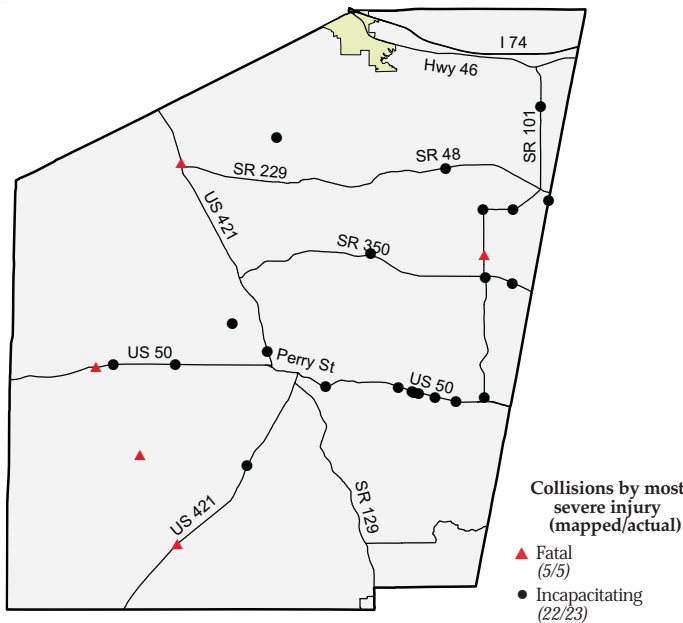 I 74
Hwy 46
SR 101
SR 48
SR 229
US 421
SR 350
US 50
Perry St
US 50
US 421
SR 129
Collisions by most
severe injury
(mapped/actual)
Fatal
(5/5)
Incapacitating
(22/23)